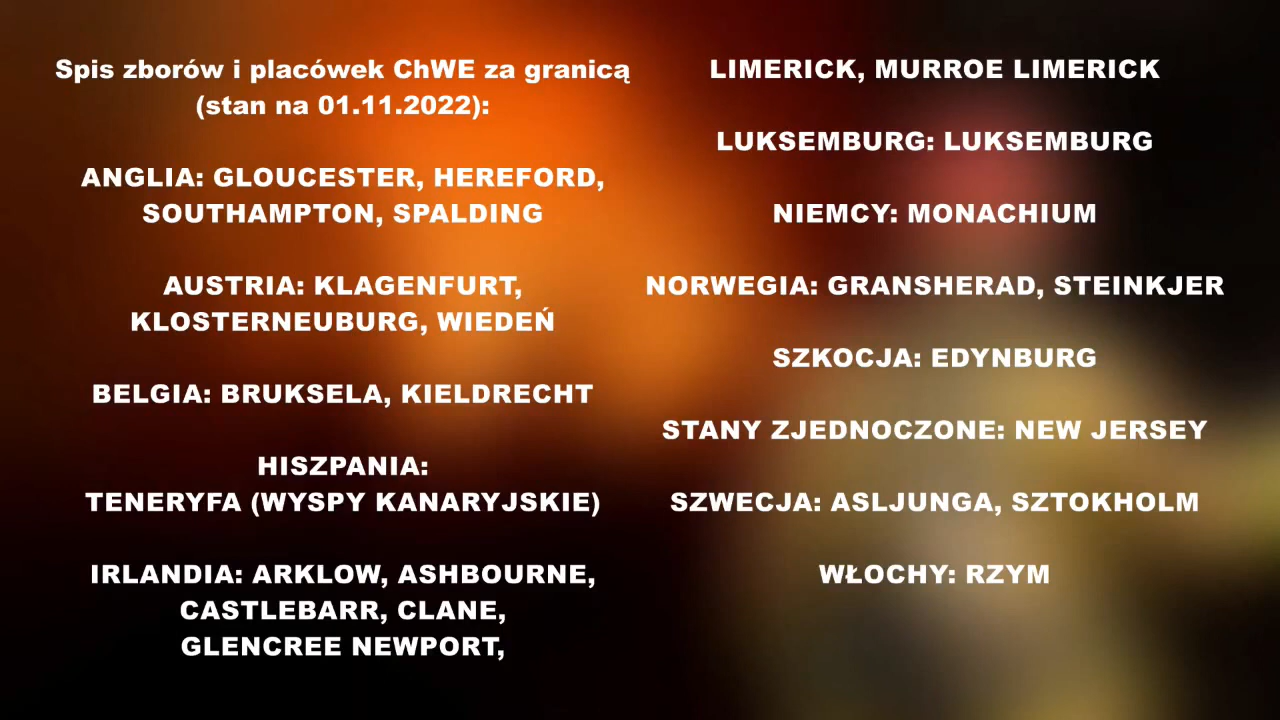 Spis zborów i placówek ChWE za granicą
(stan na 01.11.2022):
ANGLIA: GLOUCESTER, HEREFORD,
SOUTHAMPTON, SPALDING
AUSTRIA: KLAGENFURT,
KLOSTERNEUBURG, WIEDEŃ
BELGIA: BRUKSELA, KIELDRECHT
HISZPANIA:
TENERYFA (WYSPY KANARYJSKIE)
IRLANDIA: ARKLOW, ASHBOURNE,
CASTLEBARR, CLANE,
GLENCREE NEWPORT,
LIMERICK, MURROE LIMERICK
LUKSEMBURG: LUKSEMBURG
NIEMCY: MONACHIUM
NORWEGIA: GRANSHERAD, STEINKJER
SZKOCJA: EDYNBURG
STANY ZJEDNOCZONE: NEW JERSEY
SZWECJA: ASLJUNGA, SZTOKHOLM
WŁOCHY: RZYM